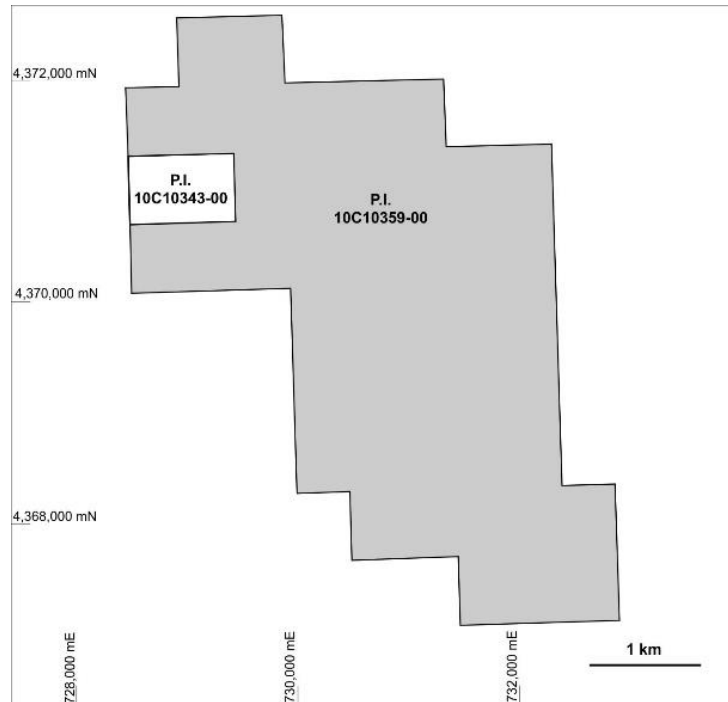 4,372,000 mN
P.I.
10C10343-00
P.I.
10C10359-00
4,370,000 mN
4,368,000 mN
728,000 mE
730,000 mE
732,000 mE
1 km